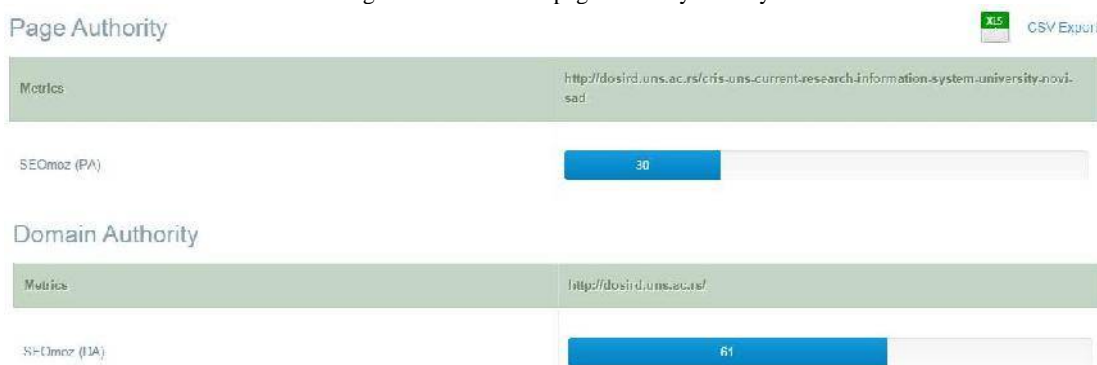 Page Authority
XLS CSV Export
Metrics
http://dosird.uns.ac.rs/cris-uns-current-research-information-system-university-novi-
sad
SEOmoz (PA)
30
Domain Authority
Metrics
http://dosird.uns.ac.rs/
SEOmoz (DA)
61